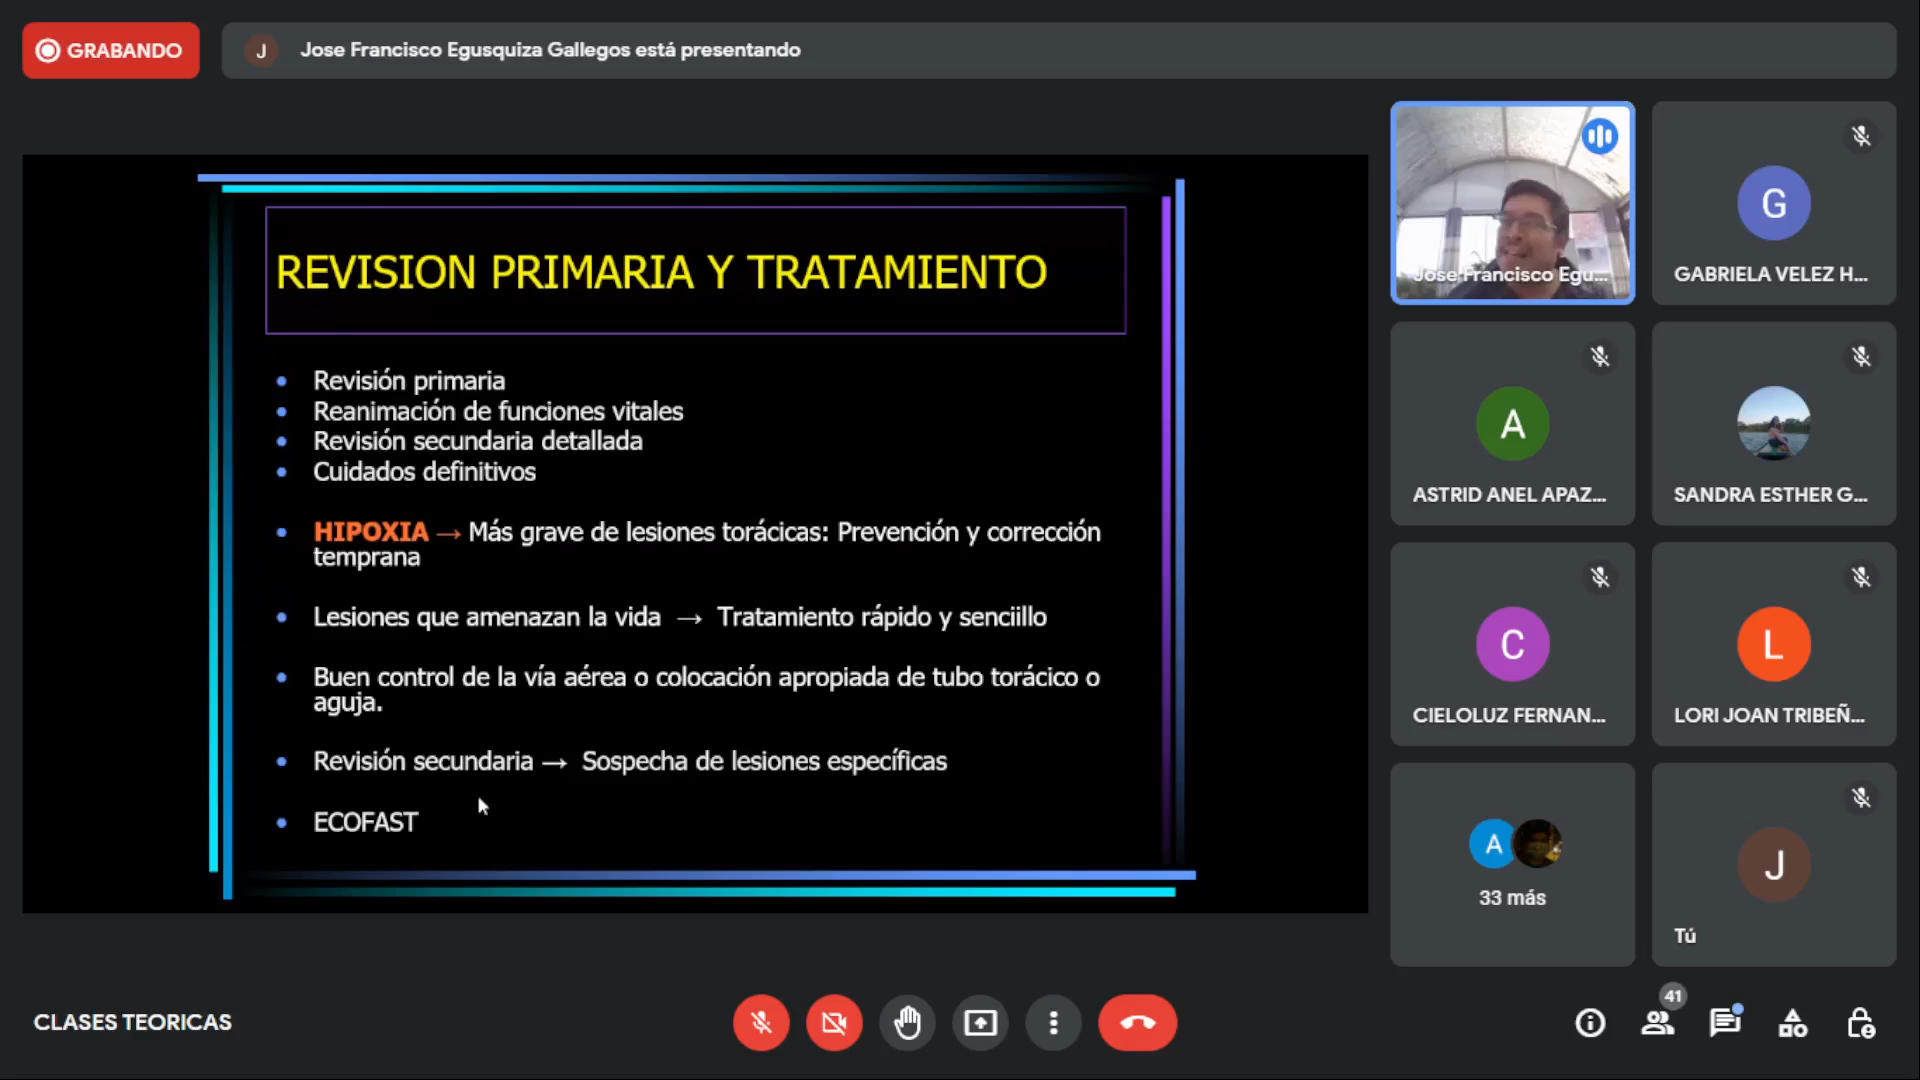 GRABANDO
J
Jose Francisco Egusquiza Gallegos está presentando
REVISION PRIMARIA Y TRATAMIENTO
• Revisión primaria
• Reanimación de funciones vitales
• Revisión secundaria detallada
• Cuidados definitivos
• HIPOXIA → Más grave de lesiones torácicas: Prevención y corrección
temprana
• Lesiones que amenazan la vida → Tratamiento rápido y senciillo
• Buen control de la vía aérea o colocación apropiada de tubo torácico o
aguja.
• Revisión secundaria → Sospecha de lesiones específicas
• ECOFAST
Jose Francisco Egu...
G
GABRIELA VELEZ H...
A
ASTRID ANEL APAZ...
SANDRA ESTHER G...
C
CIELOLUZ FERNAN...
L
LORI JOAN TRIBEÑ...
A
33 más
J
Tú
CLASES TEORICAS
41